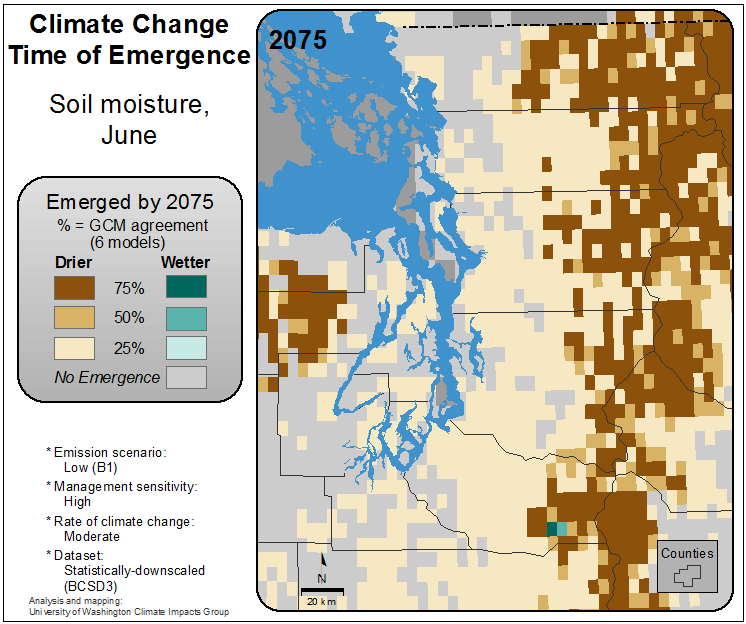 Climate Change
Time of Emergence
Soil moisture,
June
Emerged by 2075
% = GCM agreement
(6 models)
Drier Wetter
75%
50%
25%
No Emergence
* Emission scenario:
Low (B1)
* Management sensitivity:
High
* Rate of climate change:
Moderate
* Dataset:
Statistically-downscaled
(BCSD3)
Analysis and mapping:
University of Washington Climate Impacts Group
2075
N
20 km
Counties